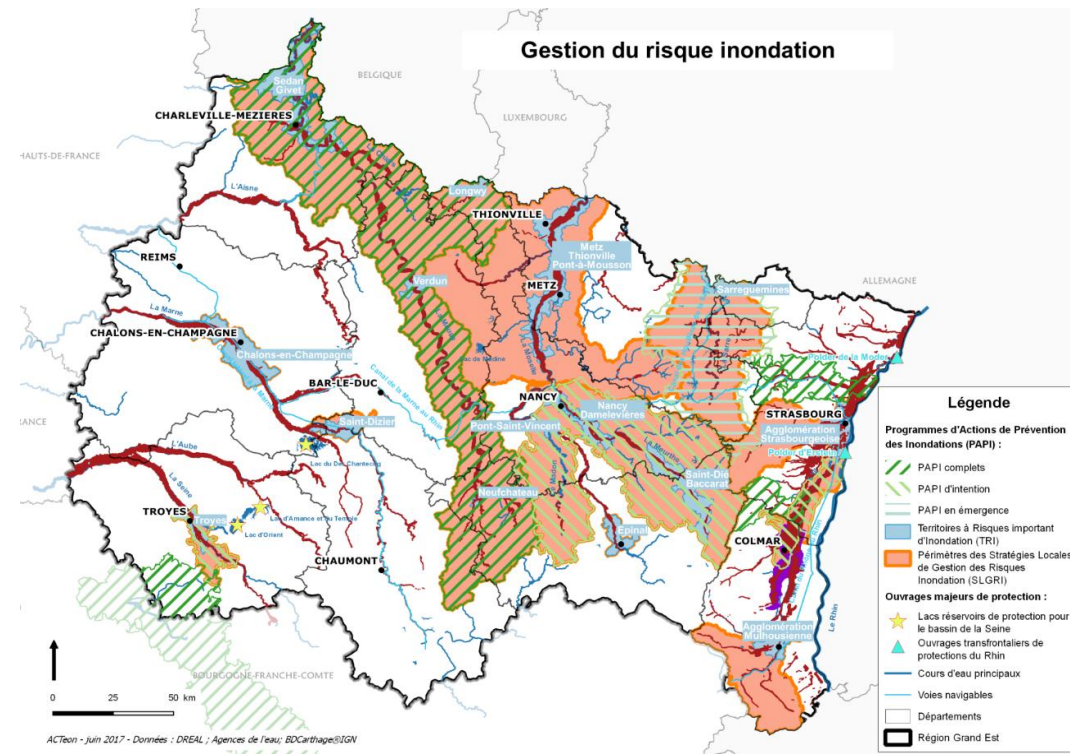 Gestion du risque inondation
BELGIQUE
LUXEMBOURG
HAUTS-DE-FRANCE
ALLEMAGNE
RANCE
BOURGOGNE-FRANCHE-COMTE
Sedan
Givet
CHARLEVILLE-MEZIERES
L'Aisne
Longwy
THIONVILLE
REIMS
Metz
Thionville
Pont-à-Mousson
Verdun
METZ
Sarreguemines
La Marne
CHALONS-EN-CHAMPAGNE
Chalons-en-Champagne
La Moselle
Polder de la Moder
BAR-LE-DUC
Canal de la Marne au Rhin
NANCY
Nancy
Damelevières
STRASBOURG
Saint-Dizier
Pont-Saint-Vincent
Agglomération
Strasbourgeoise
L'Aube
La Meurthe
Polder d'Erstein
Lac du Der Chantecoq
Saint-Dié
Baccarat
La Seine
Neufchateau
Le Madon
TROYES
Troyes
Lac d'Amance et du Temple
Lac d'Orient
Epinal
COLMAR
CHAUMONT
Agglomération
Mulhousienne
Le Rhin
Légende
Programmes d'Actions de Prévention
des Inondations (PAPI) :
PAPI complets
PAPI d'intention
PAPI en émergence
Territoires à Risques important
d'Inondation (TRI)
Périmètres des Stratégies Locales
de Gestion des Risques
Inondation (SLGRI)
Ouvrages majeurs de protection :
Lacs réservoirs de protection pour
le bassin de la Seine
Ouvrages transfrontaliers de
protections du Rhin
Cours d'eau principaux
Voies navigables
Départements
Région Grand Est
0 25 50 km
ACTeon - juin 2017 - Données : DREAL ; Agences de l'eau; BDCarthage®IGN